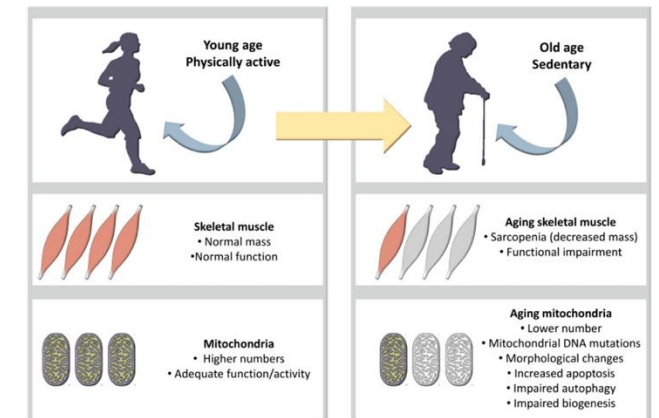 Young age
Physically active
Skeletal muscle
• Normal mass
•Normal function
Mitochondria
• Higher numbers
• Adequate function/activity
Old age
Sedentary
Aging skeletal muscle
• Sarcopenia (decreased mass)
• Functional impairment
Aging mitochondria
• Lower number
• Mitochondrial DNA mutations
• Morphological changes
• Increased apoptosis
• Impaired autophagy
• Impaired biogenesis